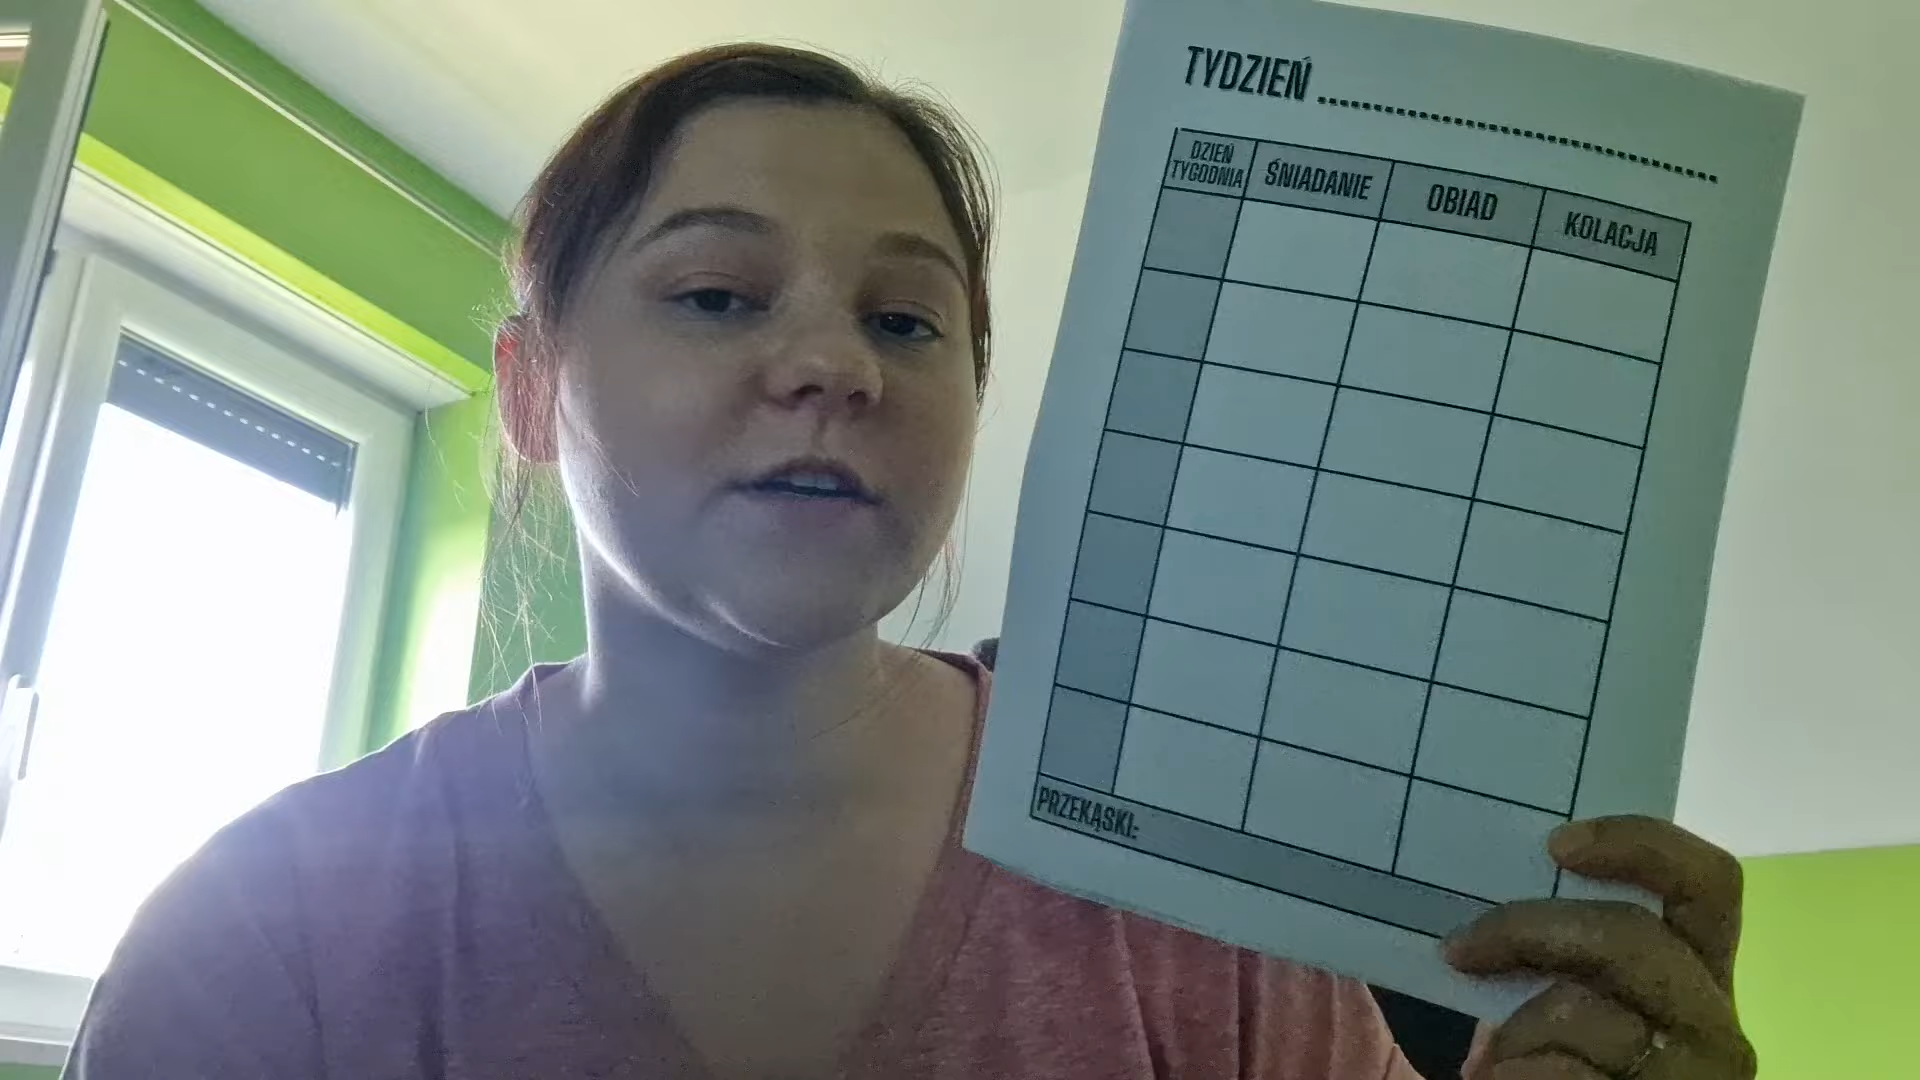 TYDZIEŃ ........................................
DZIEŃ
TYGODNIA
ŚNIADANIE
OBIAD
KOLACJA
PRZEKĄSKI: